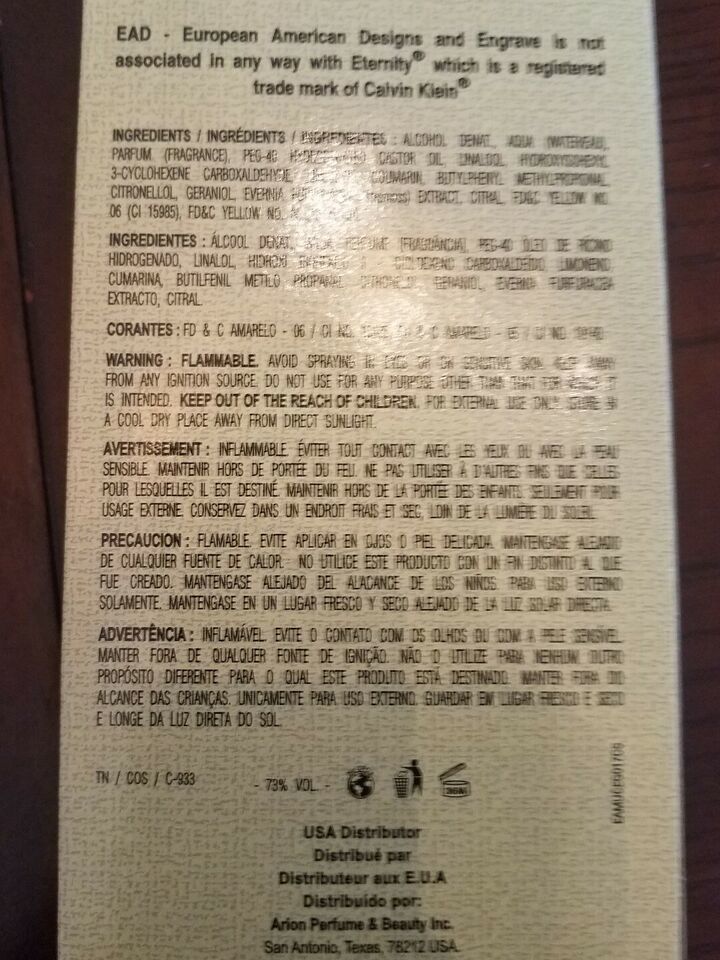 EAD - European American Designs and Engrave is not
associated in any way with Eternity® which is a registered
trade mark of Calvin Klein®
INGREDIENTS / INGRÉDIENTS / INGREDIENTES : ALCOHOL DENAT., AQUA (WATER/EAU),
PARFUM (FRAGRANCE), PEG-40 HYDROGENATED CASTOR OIL, LINALOOL, HYDROXYISOHEXYL
3-CYCLOHEXENE CARBOXALDEHYDE, COUMARIN, BUTYLPHENYL METHYLPROPIONAL,
CITRONELLOL, GERANIOL, EVERNIA EXTRACT, CITRAL, FD&C YELLOW NO.
06 (CI 15985), FD&C YELLOW NO.
INGREDIENTES : ÁLCOOL DENAT., PERFUME (FRAGRÂNCIA), PEG-40 ÓLEO DE RICINO
HIDROGENADO, LINALOL, CARBOXALDEÍDO, LIMONENO,
CUMARINA, BUTILFENIL METILO PROPANAL, CITRONELOL, GERANIOL, EVERNIA FURFURACEA
EXTRACTO, CITRAL.
CORANTES : FD & C AMARELO - 06 / CI NO. FD & C AMARELO - 05 / CI NO.
WARNING : FLAMMABLE. AVOID SPRAYING IN EYES OR ON SENSITIVE SKIN. KEEP AWAY
FROM ANY IGNITION SOURCE. DO NOT USE FOR ANY PURPOSE OTHER THAN THAT FOR WHICH IT
IS INTENDED. KEEP OUT OF THE REACH OF CHILDREN. FOR EXTERNAL USE ONLY. STORE IN
A COOL DRY PLACE AWAY FROM DIRECT SUNLIGHT.
AVERTISSEMENT : INFLAMMABLE. ÉVITER TOUT CONTACT AVEC LES YEUX OU AVEC LA PEAU
SENSIBLE. MAINTENIR HORS DE PORTÉE DU FEU. NE PAS UTILISER À D'AUTRES FINS QUE CELLES
POUR LESQUELLES IL EST DESTINÉ. MAINTENIR HORS DE LA PORTÉE DES ENFANTS. SEULEMENT POUR
USAGE EXTERNE. CONSERVEZ DANS UN ENDROIT FRAIS ET SEC, LOIN DE LA LUMIÈRE DU SOLEIL.
PRECAUCION : FLAMABLE. EVITE APLICAR EN OJOS O PIEL DELICADA. MANTENGASE ALEJADO
DE CUALQUIER FUENTE DE CALOR. NO UTILICE ESTE PRODUCTO CON UN FIN DISTINTO AL QUE
FUE CREADO. MANTENGASE ALEJADO DEL ALACANCE DE LOS NIÑOS. PARA USO EXTERNO
SOLAMENTE. MANTENGASE EN UN LUGAR FRESCO Y SECO ALEJADO DE LA LUZ SOLAR DIRECTA.
ADVERTÊNCIA : INFLAMÁVEL. EVITE O CONTATO COM OS OLHOS OU COM A PELE SENSÍVEL.
MANTER FORA DE QUALQUER FONTE DE IGNIÇÃO. NÃO O UTILIZE PARA NENHUM OUTRO
PROPÓSITO DIFERENTE PARA O QUAL ESTE PRODUTO ESTÁ DESTINADO. MANTER FORA DO
ALCANCE DAS CRIANÇAS. UNICAMENTE PARA USO EXTERNO. GUARDAR EM LUGAR FRESCO E SECO
E LONGE DA LUZ DIRETA DO SOL.
TN / COS / C-933
- 73% VOL. -
36M
USA Distributor
Distribué par
Distributeur aux E.U.A
Distribuído por:
Arion Perfume & Beauty Inc.
San Antonio, Texas, 78212 USA.